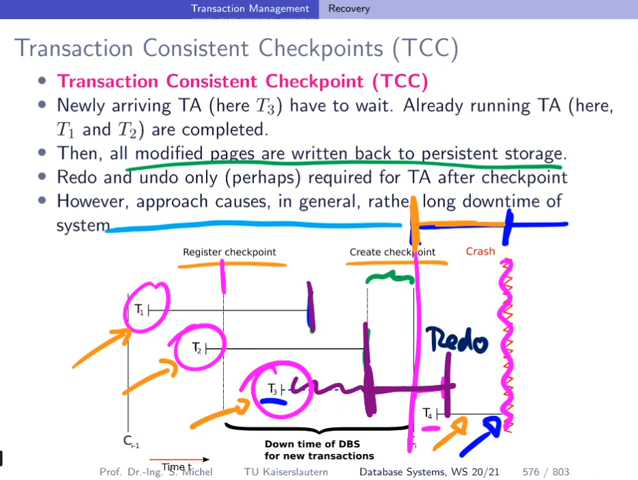 Transaction Management Recovery
Transaction Consistent Checkpoints (TCC)
• Transaction Consistent Checkpoint (TCC)
• Newly arriving TA (here T3) have to wait. Already running TA (here,
T1 and T2) are completed.
• Then, all modified pages are written back to persistent storage.
• Redo and undo only (perhaps) required for TA after checkpoint
• However, approach causes, in general, rather long downtime of
system
Register checkpoint Create checkpoint Crash
T1
Redo
T2
T3
T4
Ci-1
Down time of DBS
for new transactions
Time t
Prof. Dr.-Ing. S. Michel TU Kaiserslautern Database Systems, WS 20/21 576 / 803